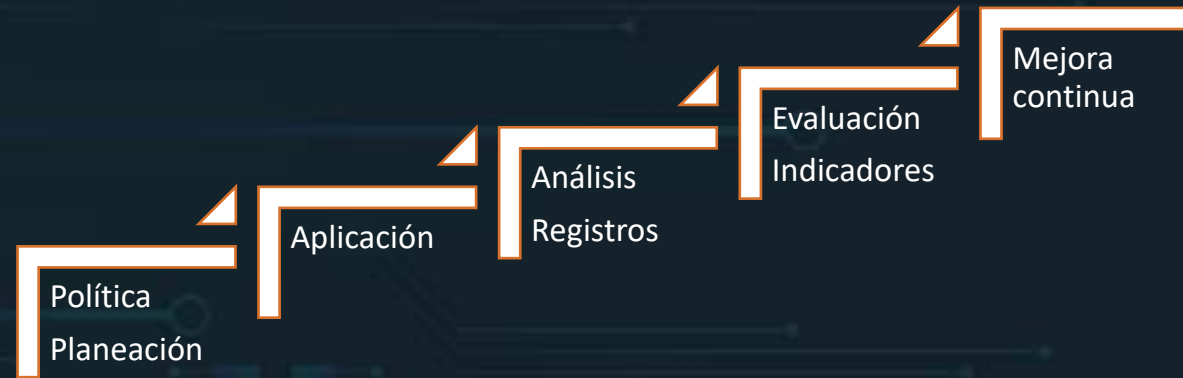 Política
Planeación
Aplicación
Análisis
Registros
Evaluación
Indicadores
Mejora
continua